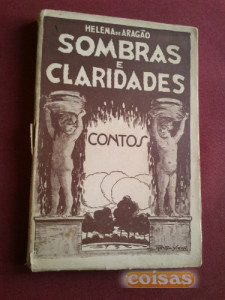 HELENA DE ARAGÃO
SOMBRAS
E
CLARIDADES
CONTOS
coisas